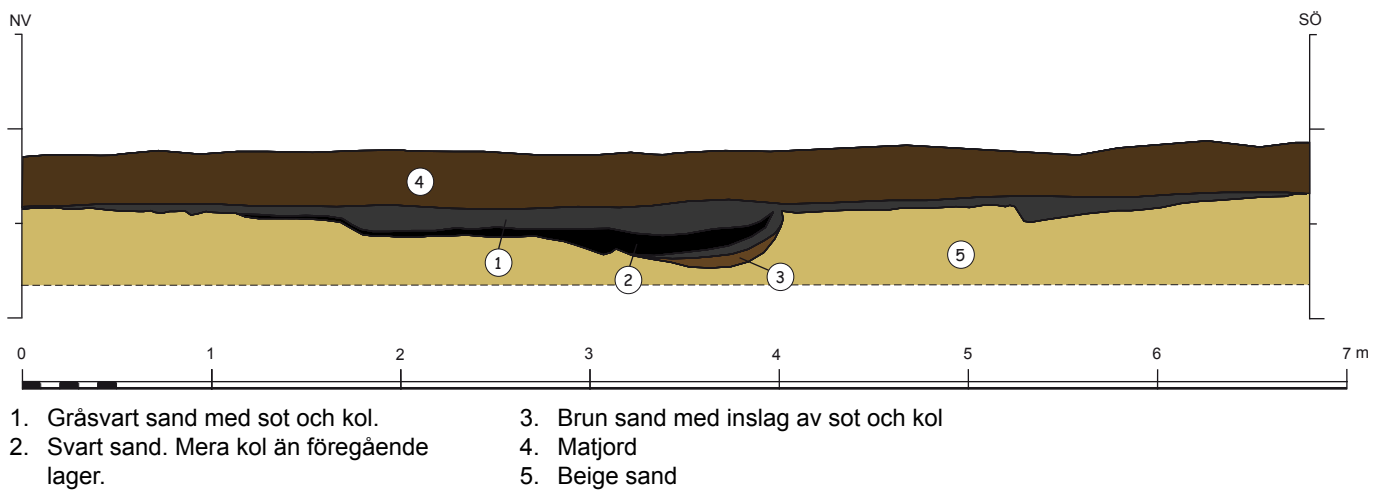 NV SÖ
4
1
2
3
5
0 1 2 3 4 5 6 7 m
1. Gråsvart sand med sot och kol.
2. Svart sand. Mera kol än föregående
lager.
3. Brun sand med inslag av sot och kol
4. Matjord
5. Beige sand